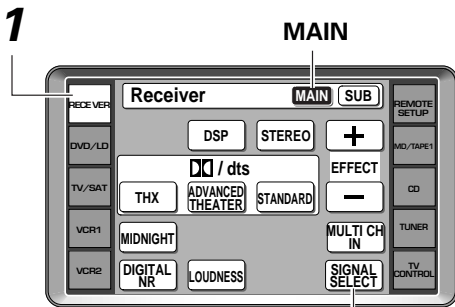 1
MAIN
RECEIVER
Receiver
MAIN
SUB
REMOTE
SETUP
DVD/LD
DSP
STEREO
+
MD/TAPE1
/ dts
EFFECT
TV/SAT
THX
ADVANCED
THEATER
STANDARD
–
CD
VCR1
MIDNIGHT
MULTI CH
IN
TUNER
VCR2
DIGITAL
NR
LOUDNESS
SIGNAL
SELECT
TV
CONTROL